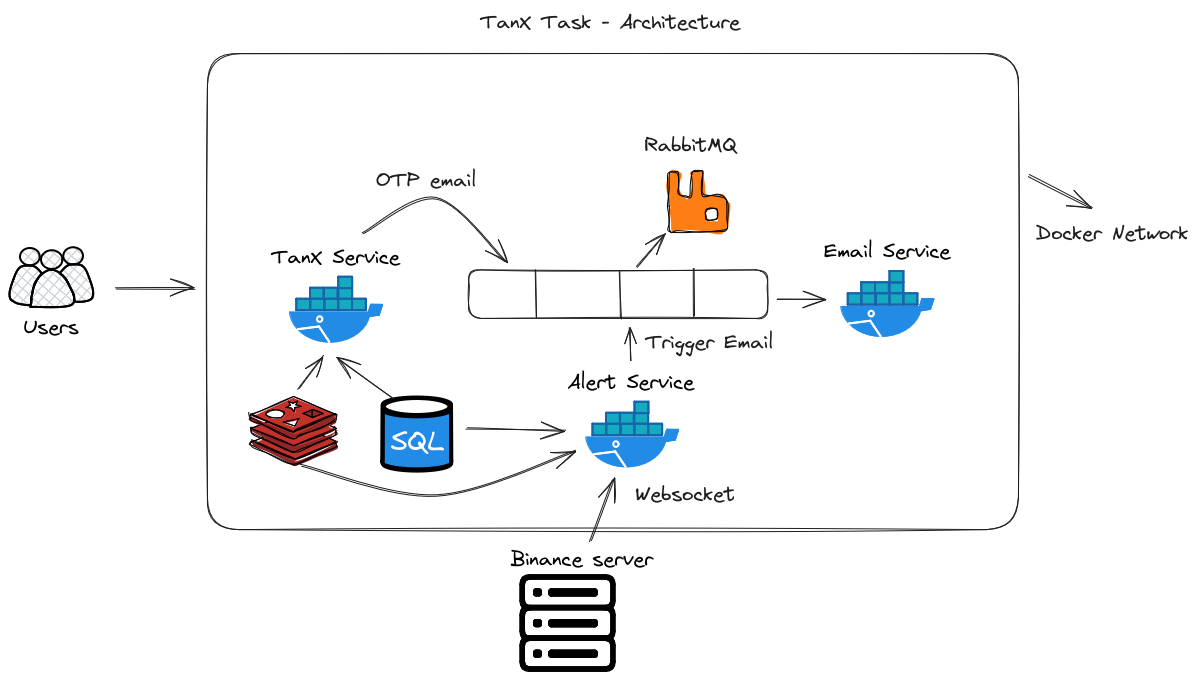 TanX Task - Architecture
RabbitMQ
OTP email
Docker Network
TanX Service
Email Service
Users
Trigger Email
Alert Service
SQL
Websocket
Binance server